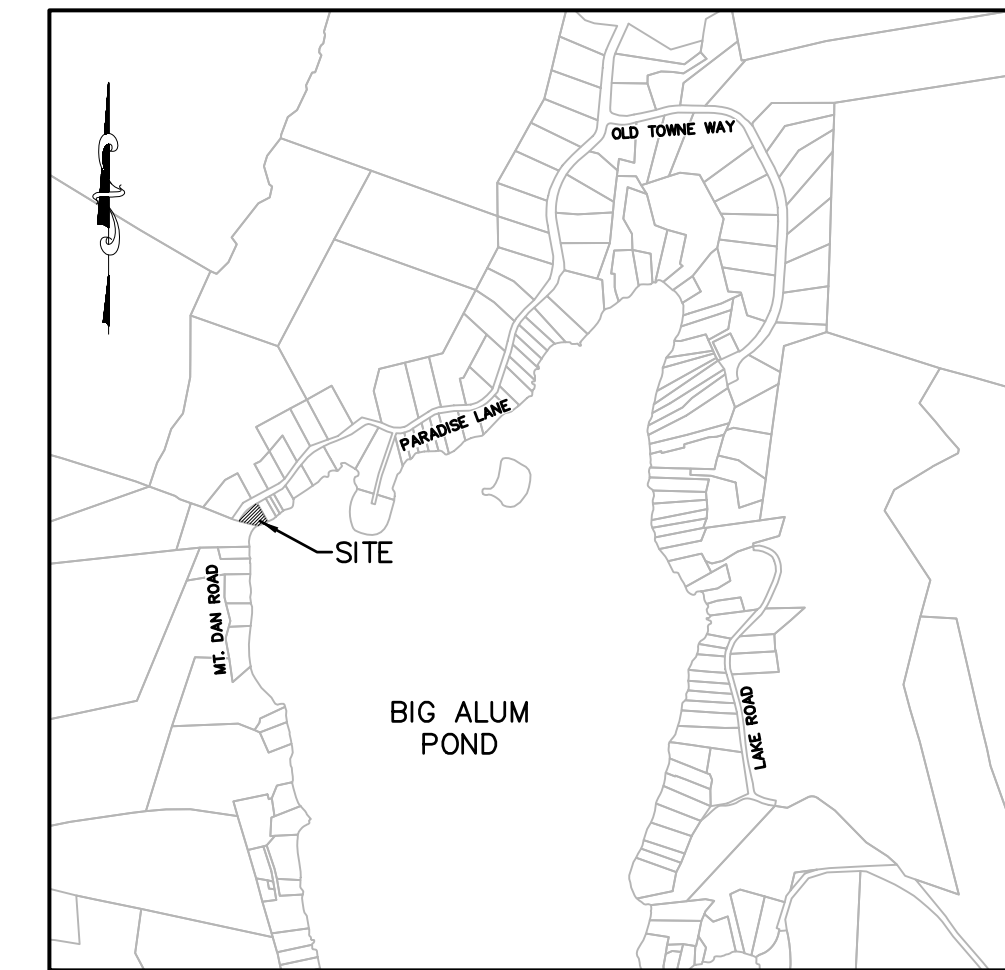 OLD TOWNE WAY
PARADISE LANE
SITE
MT. DAN ROAD
BIG ALUM
POND
LAKE ROAD